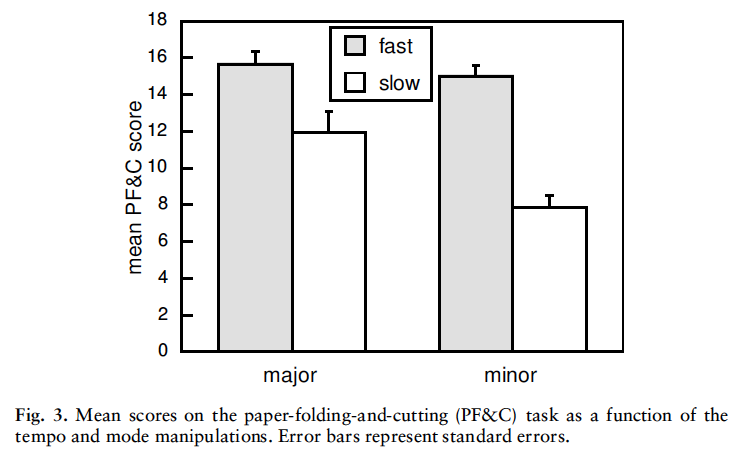 18
16
14
12
10
8
6
4
2
0
mean PF&C score
fast
slow
major minor
Fig. 3. Mean scores on the paper-folding-and-cutting (PF&C) task as a function of the
tempo and mode manipulations. Error bars represent standard errors.